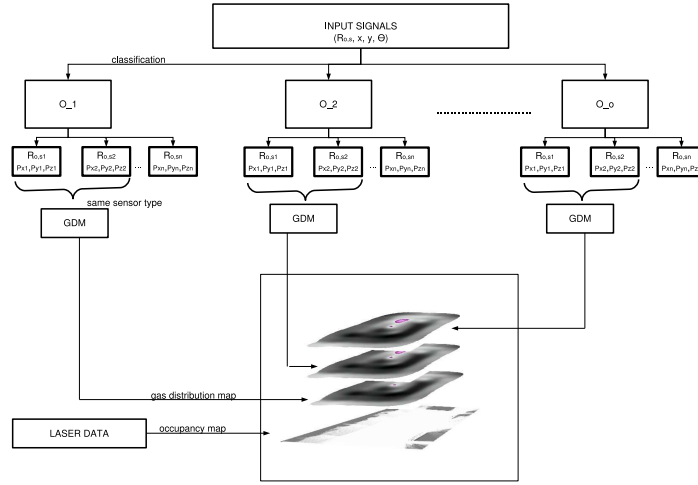 INPUT SIGNALS
(Ro,s, x, y, Θ)
classification
O_1
O_2
O_o
Ro,s1
Px1,Py1,Pz1
Ro,s2
Px2,Py2,Pz2
...
Ro,sn
Pxn,Pyn,Pzn
Ro,s1
Px1,Py1,Pz1
Ro,s2
Px2,Py2,Pz2
...
Ro,sn
Pxn,Pyn,Pzn
Ro,s1
Px1,Py1,Pz1
Ro,s2
Px2,Py2,Pz2
...
Ro,sn
Pxn,Pyn,Pz
same sensor type
GDM
GDM
GDM
gas distribution map
LASER DATA
occupancy map